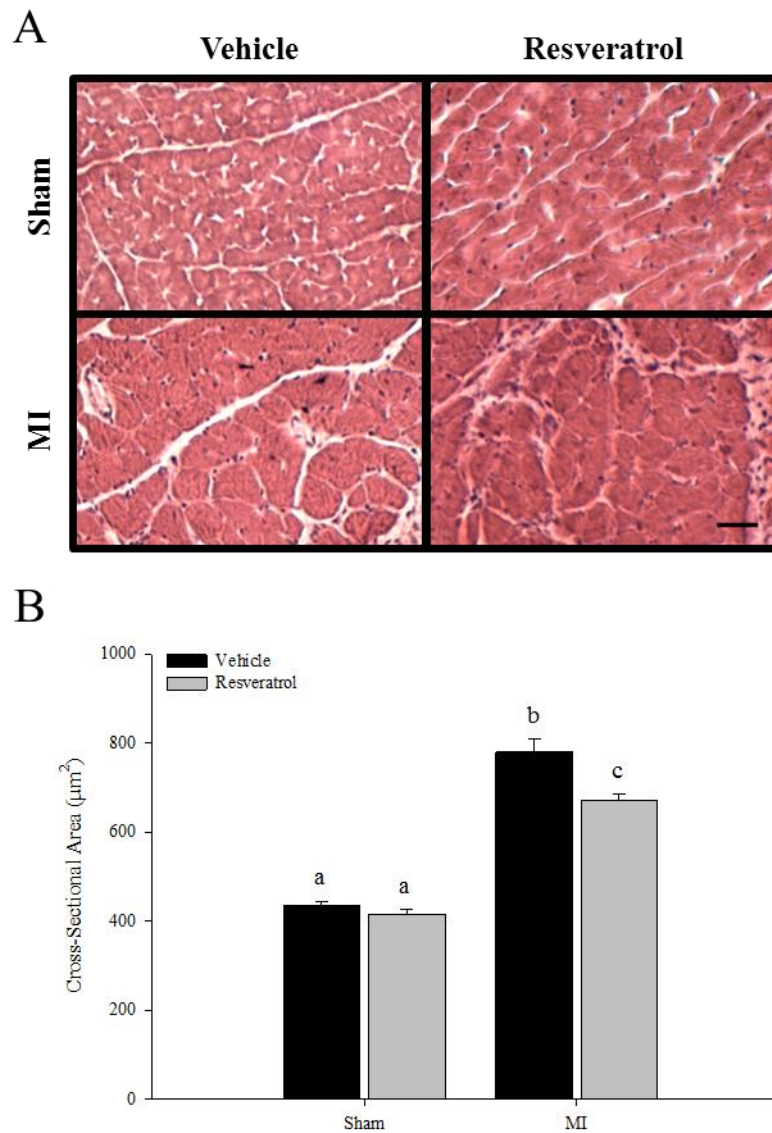 A
Vehicle Resveratrol
Sham
MI
B
1000
800
600
400
200
0
Cross-Sectional Area (μm²)
Vehicle
Resveratrol
a a
b
c
Sham MI